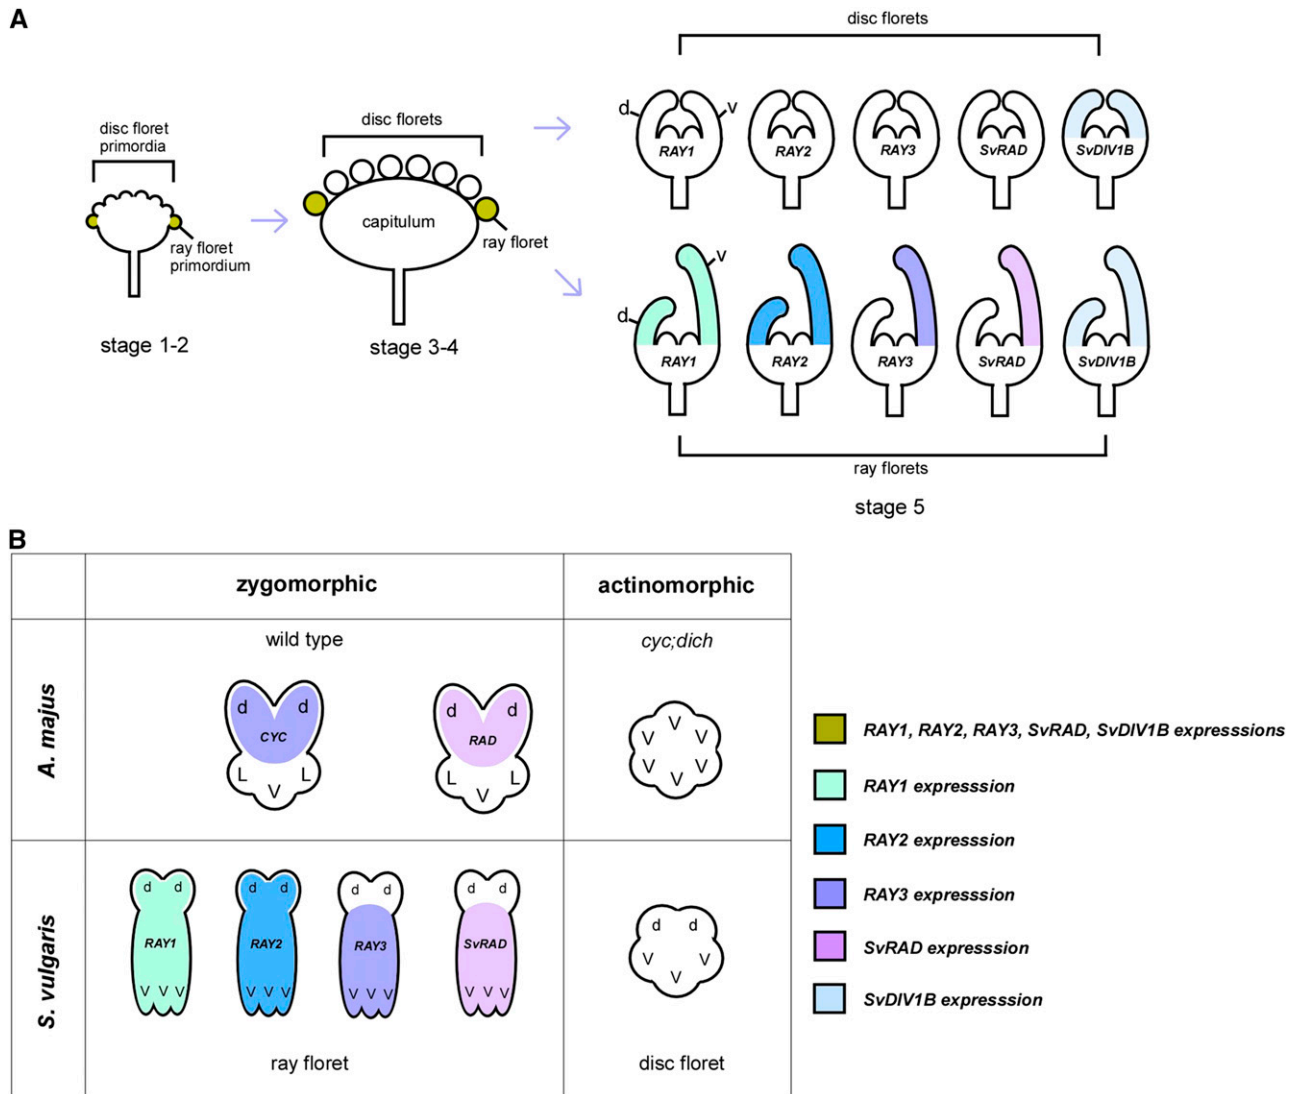 A
disc florets
disc floret
primordia
disc florets
d
v
RAY1
RAY2
RAY3
SvRAD
SvDIV1B
capitulum
ray floret
ray floret
primordium
v
d
RAY1
RAY2
RAY3
SvRAD
SvDIV1B
stage 1-2
stage 3-4
ray florets
stage 5
B
zygomorphic
actinomorphic
A. majus
wild type
cyc;dich
d d
CYC
L L
V
d d
RAD
L L
V
V
V V
V V
V
RAY1, RAY2, RAY3, SvRAD, SvDIV1B expresssions
RAY1 expresssion
RAY2 expresssion
RAY3 expresssion
SvRAD expresssion
SvDIV1B expresssion
S. vulgaris
d d
RAY1
V V V
d d
RAY2
V V V
d d
RAY3
V V V
d d
SvRAD
V V V
d d
V V
V
ray floret
disc floret